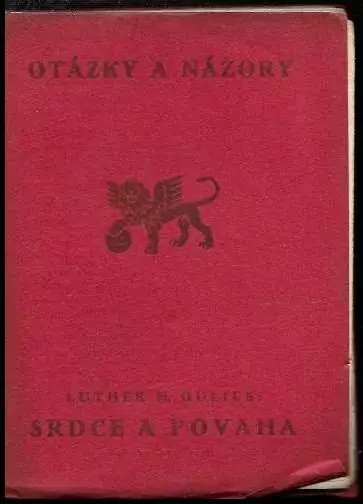 OTÁZKY A NÁZORY
LUTHER H. GULICK:
SRDCE A POVAHA